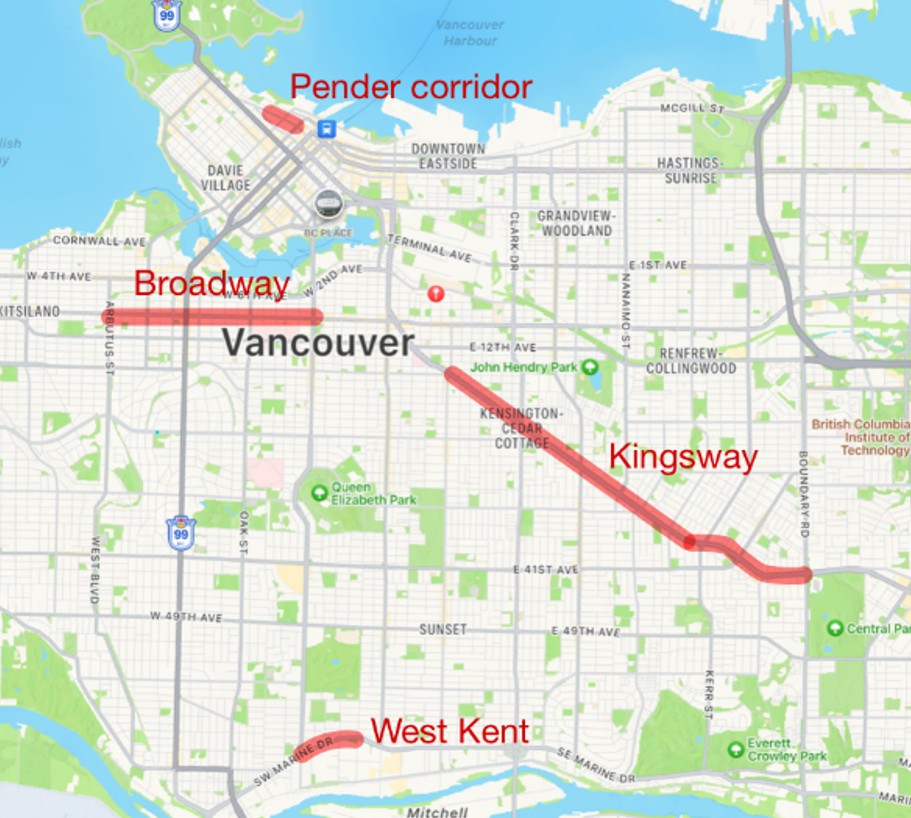 99
Vancouver
Harbour
Pender corridor
MCGILL ST
DOWNTOWN
EASTSIDE
HASTINGS-
SUNRISE
DAVIE
VILLAGE
BC PLACE
CLARK DR
GRANDVIEW-
WOODLAND
CORNWALL AVE
TERMINAL AVE
W 4TH AVE
W 2ND AVE
E 1ST AVE
Broadway
NANAIMO ST
KITSILANO
ARBUTUS ST
Vancouver
E 12TH AVE
John Hendry Park
RENFREW-
COLLINGWOOD
KENSINGTON-
CEDAR
COTTAGE
British Columbia
Institute of
Technology
Kingsway
BOUNDARY RD
Queen
Elizabeth Park
99
OAK ST
WEST BLVD
E 41ST AVE
W 49TH AVE
SUNSET
E 49TH AVE
Central Par
KERR ST
West Kent
SW MARINE DR
SE MARINE DR
Everett
Crowley Park
Mitchell